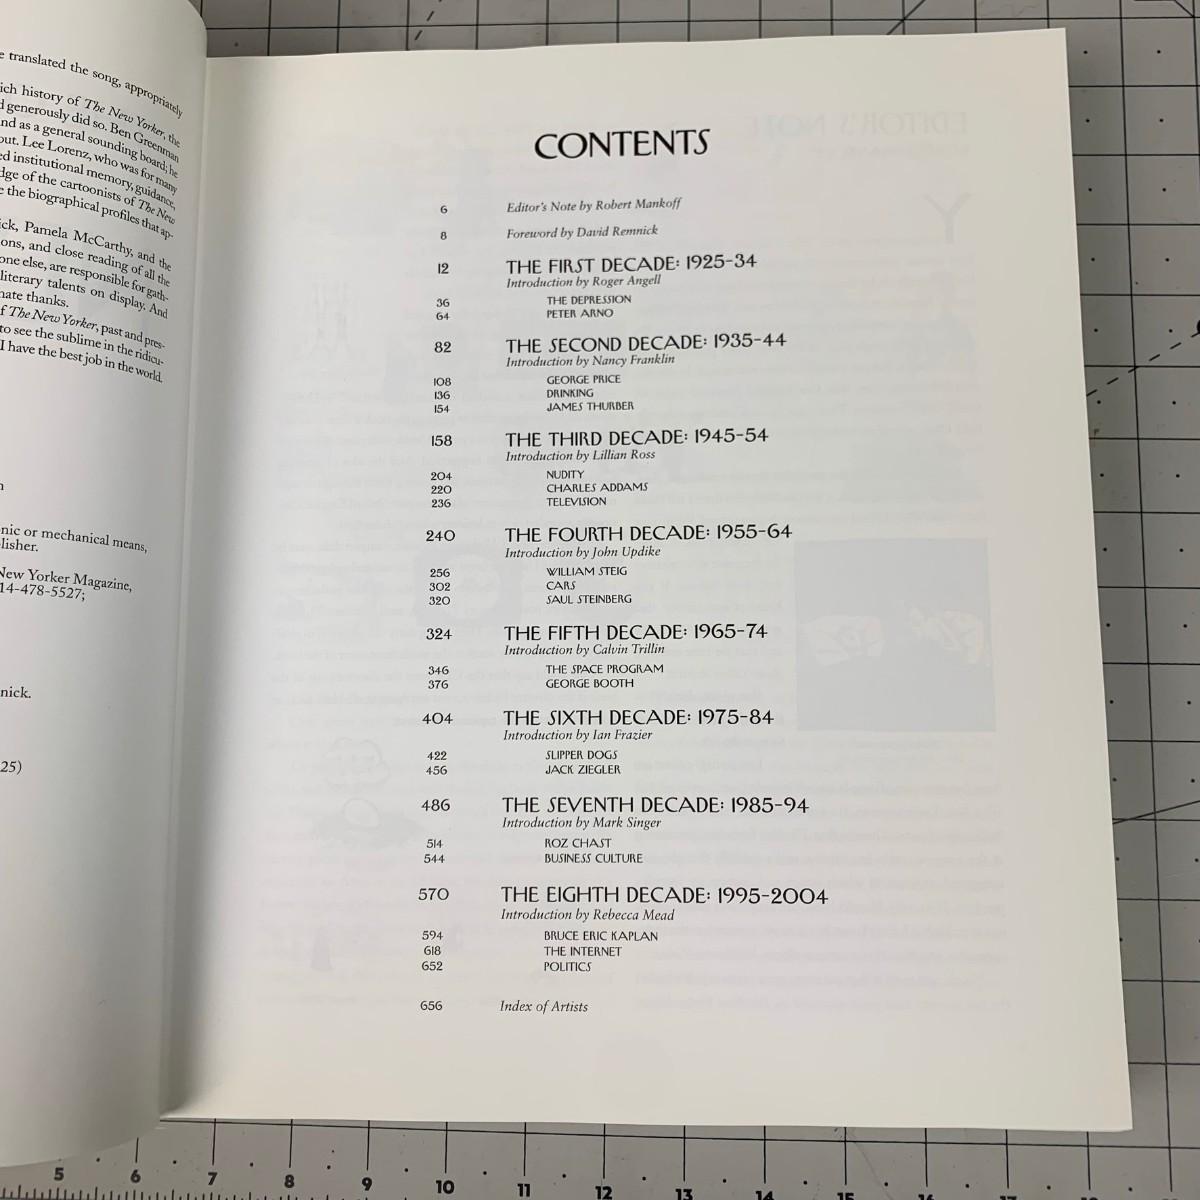 e translated the song, appropriately
ich history of The New Yorker, the
d generously did so. Ben Greenman
nd as a general sounding board; he
out. Lee Lorenz, who was for many
ed institutional memory, guidance,
dge of the cartoonists of The New
e the biographical profiles that ap-
ick, Pamela McCarthy, and the
ons, and close reading of all the
one else, are responsible for gath-
literary talents on display. And
nate thanks.
f The New Yorker, past and pres-
to see the sublime in the ridicu-
I have the best job in the world.
n
nic or mechanical means,
lisher.
New Yorker Magazine,
14-478-5527;
nick.
25)
CONTENTS
6 Editor's Note by Robert Mankoff
8 Foreword by David Remnick
12 THE FIRST DECADE: 1925-34
Introduction by Roger Angell
36 THE DEPRESSION
64 PETER ARNO
82 THE SECOND DECADE: 1935-44
Introduction by Nancy Franklin
108 GEORGE PRICE
136 DRINKING
154 JAMES THURBER
158 THE THIRD DECADE: 1945-54
Introduction by Lillian Ross
204 NUDITY
220 CHARLES ADDAMS
236 TELEVISION
240 THE FOURTH DECADE: 1955-64
Introduction by John Updike
256 WILLIAM STEIG
302 CARS
320 SAUL STEINBERG
324 THE FIFTH DECADE: 1965-74
Introduction by Calvin Trillin
346 THE SPACE PROGRAM
376 GEORGE BOOTH
404 THE SIXTH DECADE: 1975-84
Introduction by Ian Frazier
422 SLIPPER DOGS
456 JACK ZIEGLER
486 THE SEVENTH DECADE: 1985-94
Introduction by Mark Singer
514 ROZ CHAST
544 BUSINESS CULTURE
570 THE EIGHTH DECADE: 1995-2004
Introduction by Rebecca Mead
594 BRUCE ERIC KAPLAN
618 THE INTERNET
652 POLITICS
656 Index of Artists
5 6 7 8 9 10 11 12 13 14 15 16 17 18